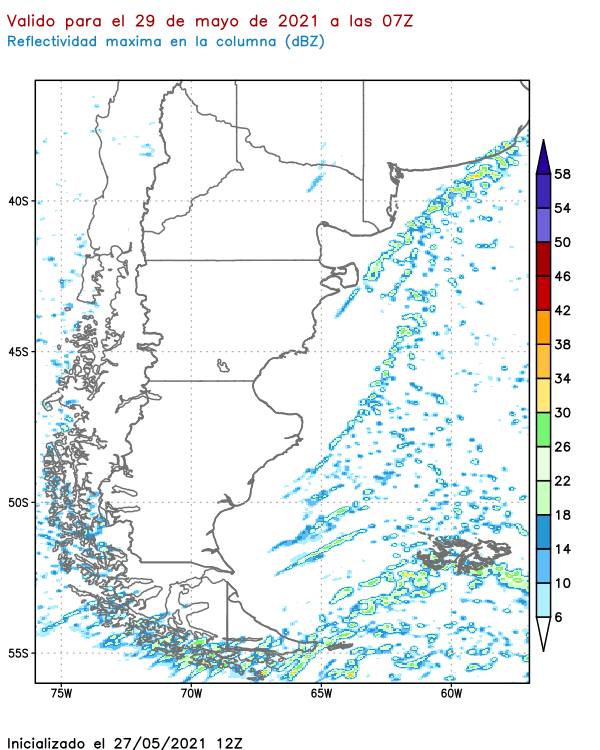 Valido para el 29 de mayo de 2021 a las 07Z
Reflectividad maxima en la columna (dBZ)
58
54
50
46
42
38
34
30
26
22
18
14
10
6
40S
45S
50S
55S
75W
70W
65W
60W
Inicializado el 27/05/2021 12Z